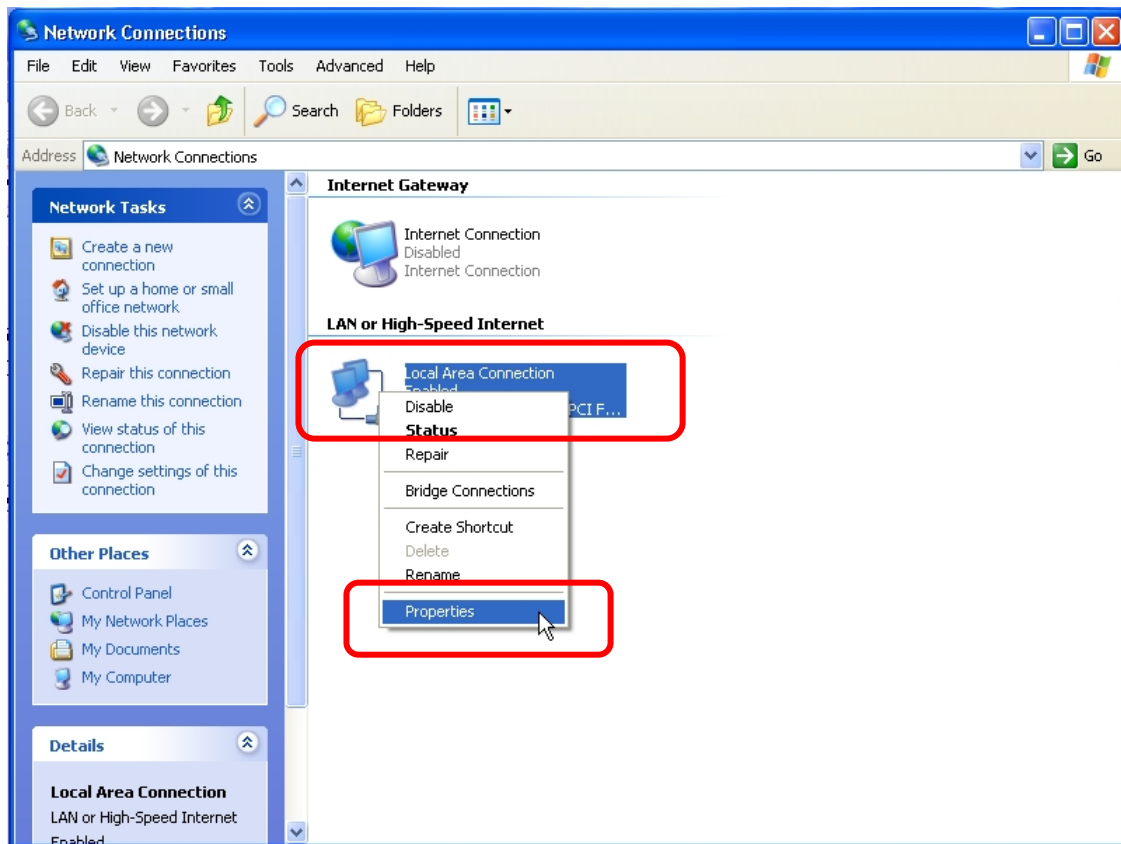 Network Connections
File Edit View Favorites Tools Advanced Help
Back Search Folders
Address Network Connections Go
Network Tasks
Create a new
connection
Set up a home or small
office network
Disable this network
device
Repair this connection
Rename this connection
View status of this
connection
Change settings of this
connection
Other Places
Control Panel
My Network Places
My Documents
My Computer
Details
Local Area Connection
LAN or High-Speed Internet
Enabled
Internet Gateway
Internet Connection
Disabled
Internet Connection
LAN or High-Speed Internet
Local Area Connection
Enabled
PCI F...
Disable
Status
Repair
Bridge Connections
Create Shortcut
Delete
Rename
Properties